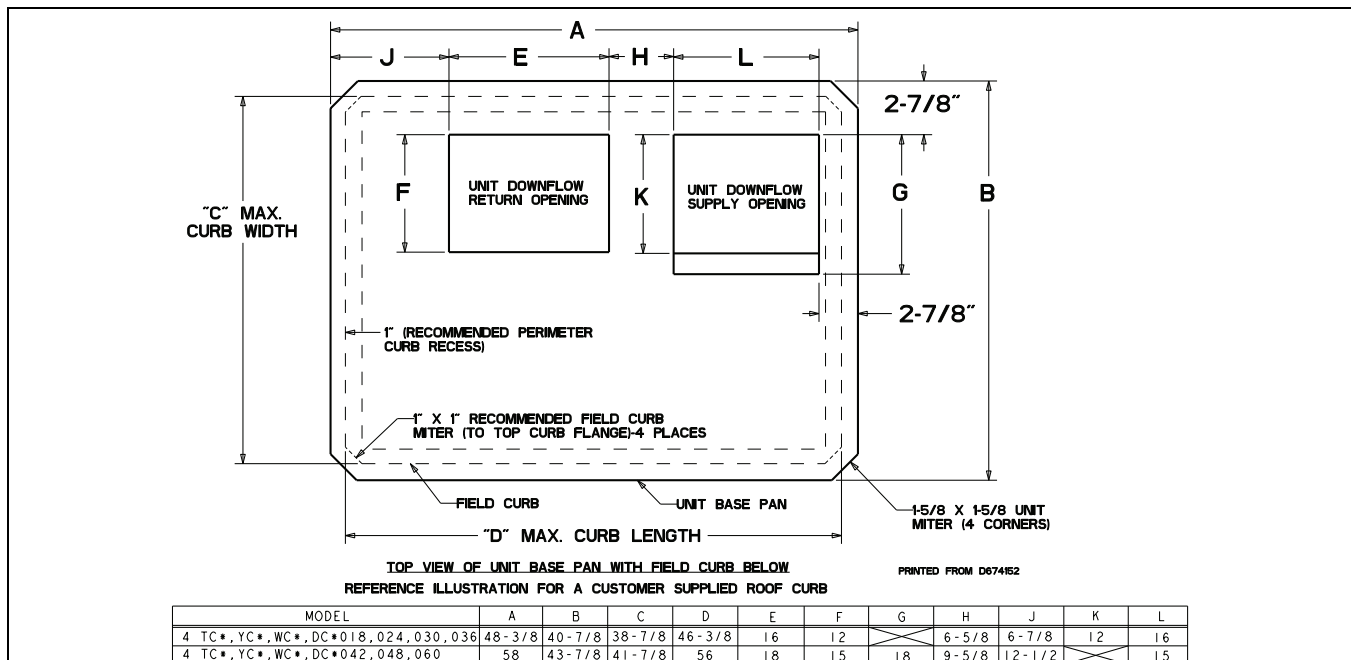 A
J E H L
2-7/8"
F
UNIT DOWNFLOW
RETURN OPENING
K
UNIT DOWNFLOW
SUPPLY OPENING
G
B
"C" MAX.
CURB WIDTH
2-7/8"
1" (RECOMMENDED PERIMETER
CURB RECESS)
1" X 1" RECOMMENDED FIELD CURB
MITER (TO TOP CURB FLANGE)-4 PLACES
FIELD CURB
UNIT BASE PAN
1-5/8 X 1-5/8 UNIT
MITER (4 CORNERS)
"D" MAX. CURB LENGTH
TOP VIEW OF UNIT BASE PAN WITH FIELD CURB BELOW
PRINTED FROM D674152
REFERENCE ILLUSTRATION FOR A CUSTOMER SUPPLIED ROOF CURB
MODEL A B C D E F G H J K L
4 TC*,YC*,WC*,DC*018,024,030,036 48-3/8 40-7/8 38-7/8 46-3/8 16 12 6-5/8 6-7/8 12 16
4 TC*,YC*,WC*,DC*042,048,060 58 43-7/8 41-7/8 56 18 15 18 9-5/8 12-1/2 15